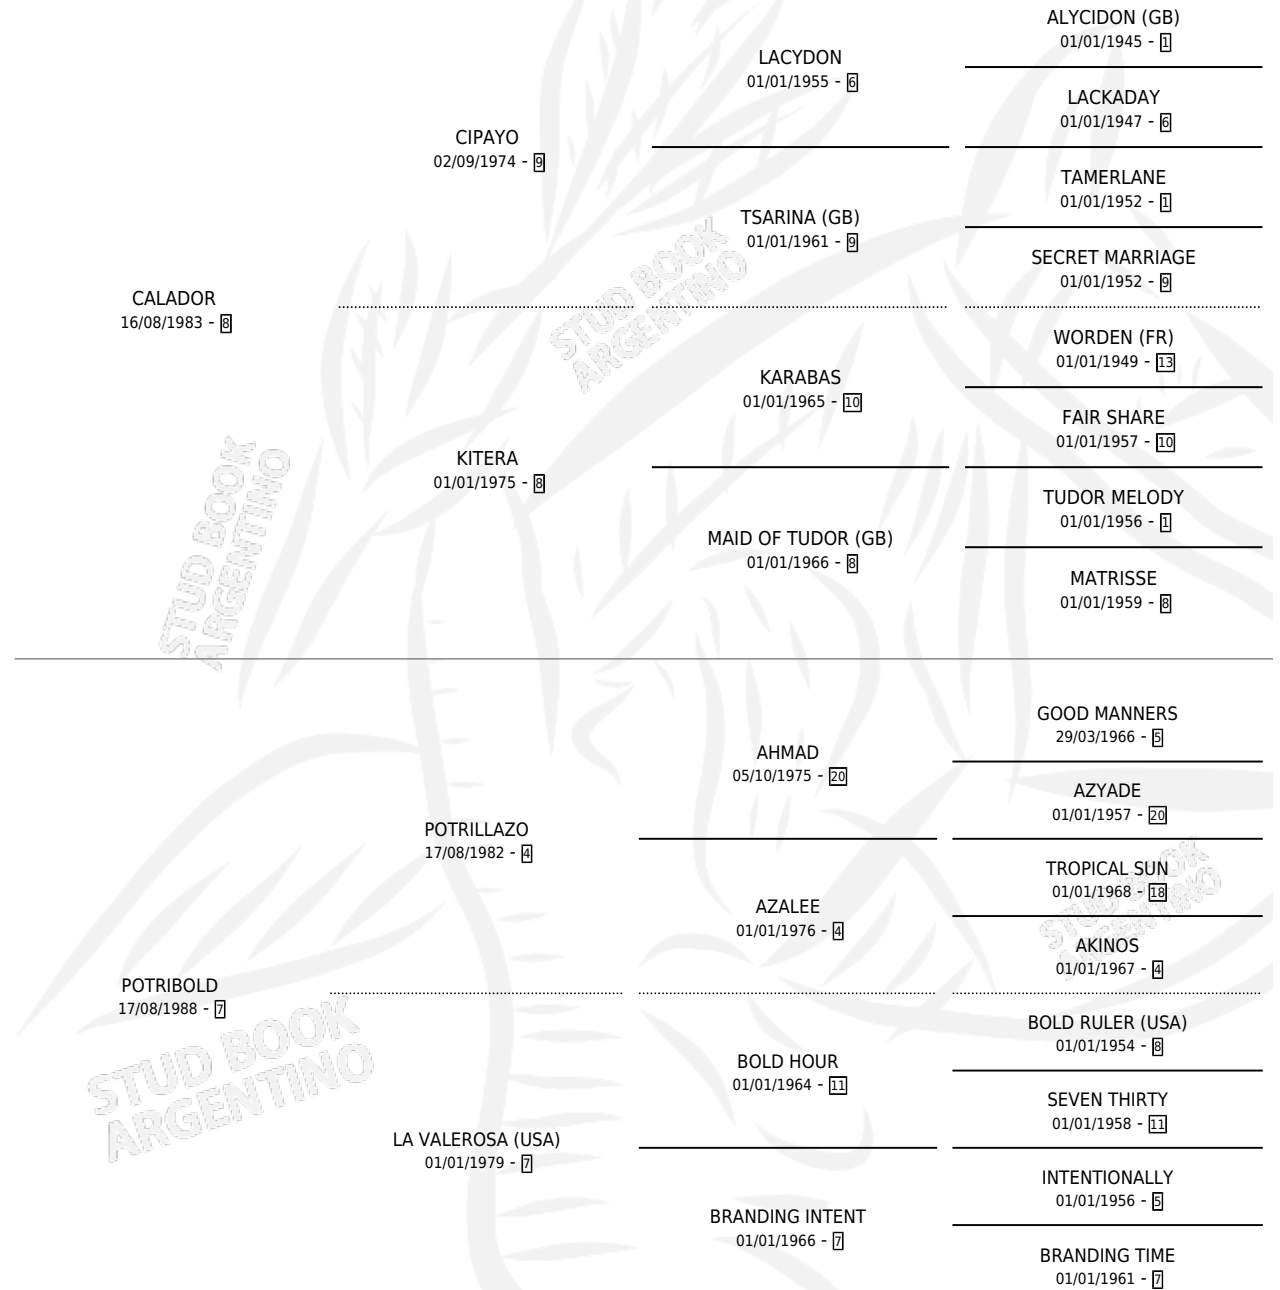 ALYCIDON (GB)
01/01/1945 - 1
LACYDON
01/01/1955 - 6
LACKADAY
01/01/1947 - 6
CIPAYO
02/09/1974 - 9
TAMERLANE
01/01/1952 - 1
TSARINA (GB)
01/01/1961 - 9
SECRET MARRIAGE
01/01/1952 - 9
CALADOR
16/08/1983 - 8
WORDEN (FR)
01/01/1949 - 13
KARABAS
01/01/1965 - 10
FAIR SHARE
01/01/1957 - 10
KITERA
01/01/1975 - 8
TUDOR MELODY
01/01/1956 - 1
MAID OF TUDOR (GB)
01/01/1966 - 8
MATRISSE
01/01/1959 - 8
GOOD MANNERS
29/03/1966 - 5
AHMAD
05/10/1975 - 20
AZYADE
01/01/1957 - 20
POTRILLAZO
17/08/1982 - 4
TROPICAL SUN
01/01/1968 - 18
AZALEE
01/01/1976 - 4
AKINOS
01/01/1967 - 4
POTRIBOLD
17/08/1988 - 7
BOLD RULER (USA)
01/01/1954 - 8
BOLD HOUR
01/01/1964 - 11
SEVEN THIRTY
01/01/1958 - 11
LA VALEROSA (USA)
01/01/1979 - 7
INTENTIONALLY
01/01/1956 - 5
BRANDING INTENT
01/01/1966 - 7
BRANDING TIME
01/01/1961 - 7
STUD BOOK
ARGENTINO
STUD BOOK
ARGENTINO
STUD BOOK
ARGENTINO
STUD BOOK
ARGENTINO